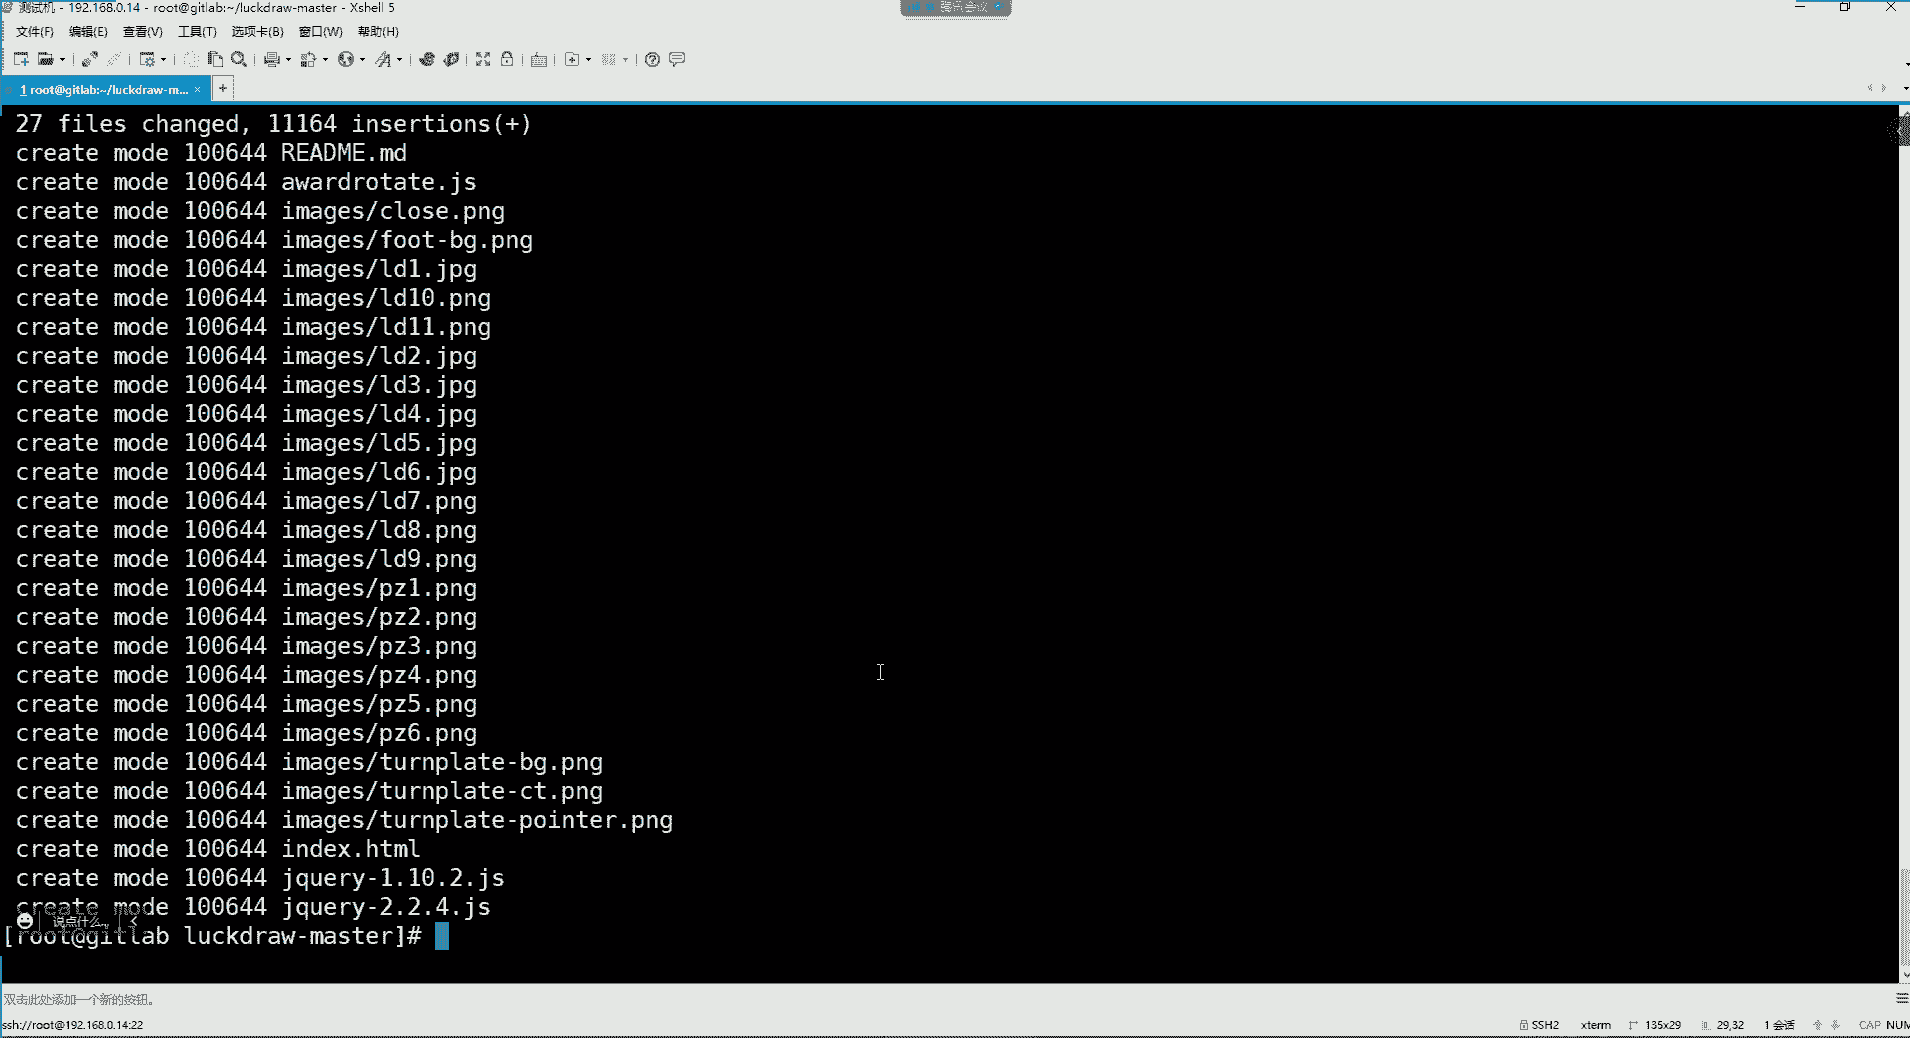 测试机 - 192.168.0.14 - root@gitlab:~/luckdraw-master - Xshell 5
腾讯会议
文件(F) 编辑(E) 查看(V) 工具(T) 选项卡(B) 窗口(W) 帮助(H)
1 root@gitlab:~/luckdraw-m... × +
27 files changed, 11164 insertions(+)
create mode 100644 README.md
create mode 100644 awardrotate.js
create mode 100644 images/close.png
create mode 100644 images/foot-bg.png
create mode 100644 images/ld1.jpg
create mode 100644 images/ld10.png
create mode 100644 images/ld11.png
create mode 100644 images/ld2.jpg
create mode 100644 images/ld3.jpg
create mode 100644 images/ld4.jpg
create mode 100644 images/ld5.jpg
create mode 100644 images/ld6.jpg
create mode 100644 images/ld7.png
create mode 100644 images/ld8.png
create mode 100644 images/ld9.png
create mode 100644 images/pz1.png
create mode 100644 images/pz2.png
create mode 100644 images/pz3.png
create mode 100644 images/pz4.png
create mode 100644 images/pz5.png
create mode 100644 images/pz6.png
create mode 100644 images/turnplate-bg.png
create mode 100644 images/turnplate-ct.png
create mode 100644 images/turnplate-pointer.png
create mode 100644 index.html
create mode 100644 jquery-1.10.2.js
create mode 100644 jquery-2.2.4.js
说点什么...
[root@gitlab luckdraw-master]#
双击此处添加一个新的按钮。
ssh://root@192.168.0.14:22 SSH2 xterm 135x29 29,32 1 会话 CAP NUM